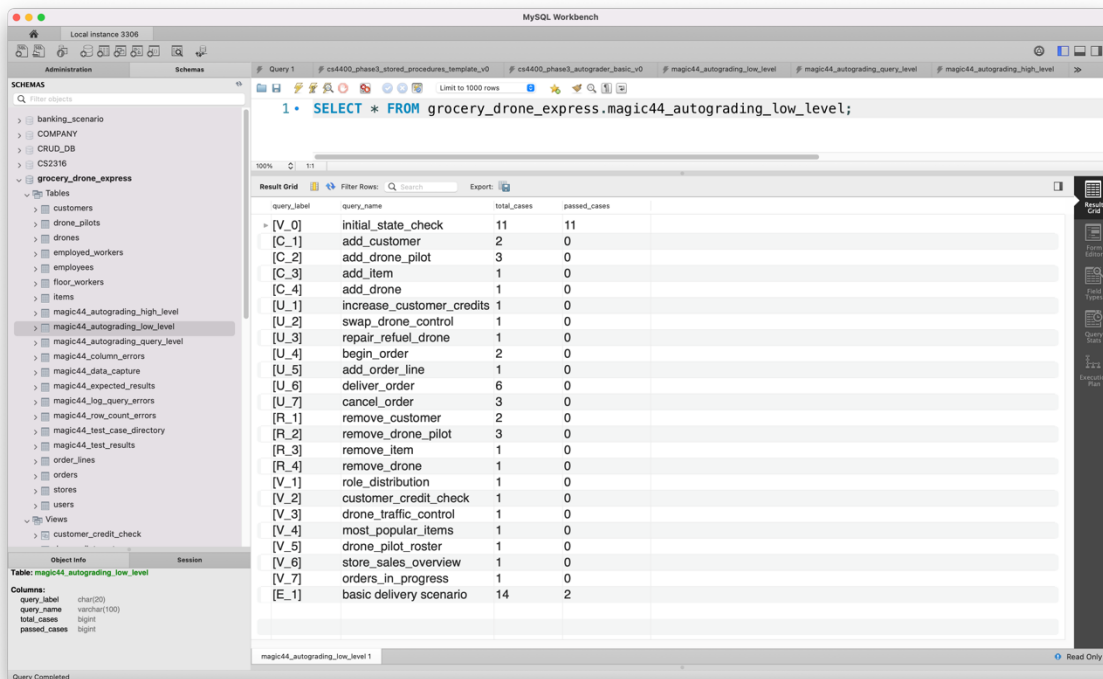 MySQL Workbench
Local instance 3306
Administration Schemas
SCHEMAS
Filter objects
banking_scenario
COMPANY
CRUD_DB
CS2316
grocery_drone_express
Tables
customers
drone_pilots
drones
employed_workers
employees
floor_workers
items
magic44_autograding_high_level
magic44_autograding_low_level
magic44_autograding_query_level
magic44_column_errors
magic44_data_capture
magic44_expected_results
magic44_log_query_errors
magic44_row_count_errors
magic44_test_case_directory
magic44_test_results
order_lines
orders
stores
users
Views
customer_credit_check
Object Info Session
Table: magic44_autograding_low_level
Columns:
query_label char(20)
query_name varchar(100)
total_cases bigint
passed_cases bigint
Query Completed
Query 1 cs4400_phase3_stored_procedures_template_v0 cs4400_phase3_autograder_basic_v0 magic44_autograding_low_level magic44_autograding_query_level magic44_autograding_high_level
Limit to 1000 rows
1 SELECT * FROM grocery_drone_express.magic44_autograding_low_level;
100% 1:1
Result Grid Filter Rows: Search Export:
query_label query_name total_cases passed_cases
[V_0] initial_state_check 11 11
[C_1] add_customer 2 0
[C_2] add_drone_pilot 3 0
[C_3] add_item 1 0
[C_4] add_drone 1 0
[U_1] increase_customer_credits 1 0
[U_2] swap_drone_control 1 0
[U_3] repair_refuel_drone 1 0
[U_4] begin_order 2 0
[U_5] add_order_line 1 0
[U_6] deliver_order 6 0
[U_7] cancel_order 3 0
[R_1] remove_customer 2 0
[R_2] remove_drone_pilot 3 0
[R_3] remove_item 1 0
[R_4] remove_drone 1 0
[V_1] role_distribution 1 0
[V_2] customer_credit_check 1 0
[V_3] drone_traffic_control 1 0
[V_4] most_popular_items 1 0
[V_5] drone_pilot_roster 1 0
[V_6] store_sales_overview 1 0
[V_7] orders_in_progress 1 0
[E_1] basic delivery scenario 14 2
magic44_autograding_low_level 1
Read Only
Result
Grid
Form
Editor
Field
Types
Query
Stats
Execution
Plan